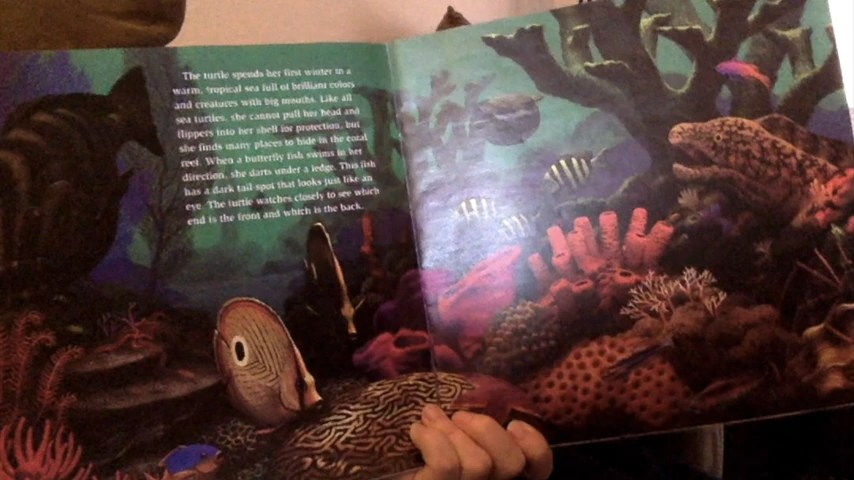 The turtle spends her first winter in a
warm, tropical sea full of brilliant colors
and creatures with big mouths. Like all
sea turtles, she cannot pull her head and
flippers into her shell for protection, but
she finds many places to hide in the coral
reef. When a butterfly fish swims in her
direction, she darts under a ledge. This fish
has a dark tail spot that looks just like an
eye. The turtle watches closely to see which
end is the front and which is the back.